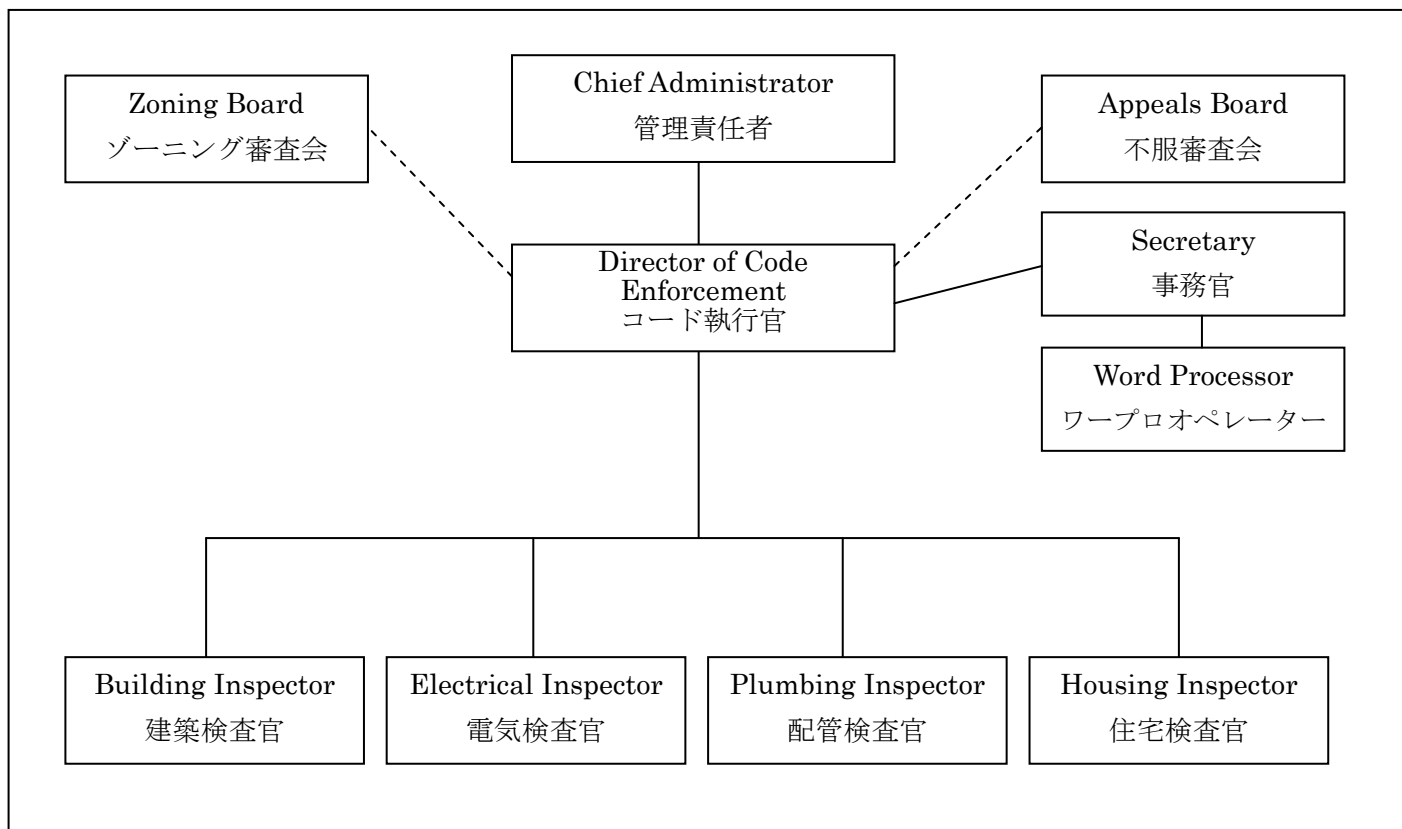 Zoning Board
ゾーニング審査会
Chief Administrator
管理責任者
Appeals Board
不服審査会
Director of Code
Enforcement
コード執行官
Secretary
事務官
Word Processor
ワープロオペレーター
Building Inspector
建築検査官
Electrical Inspector
電気検査官
Plumbing Inspector
配管検査官
Housing Inspector
住宅検査官